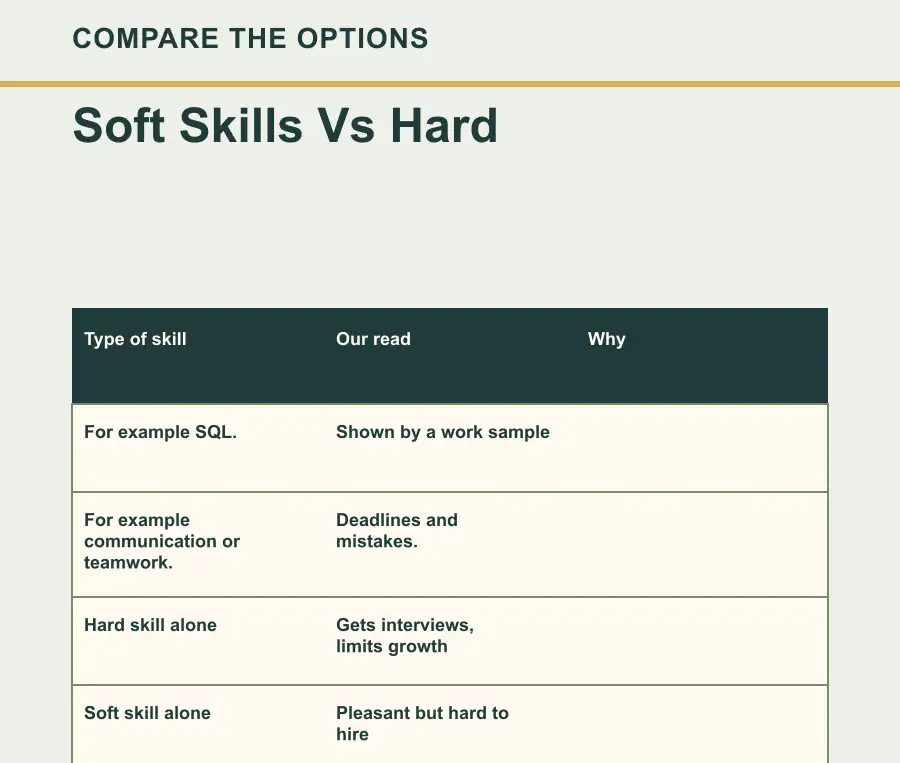 COMPARE THE OPTIONS
Soft Skills Vs Hard
Type of skill
Our read
Why
For example SQL.
Shown by a work sample
For example
communication or
teamwork.
Deadlines and
mistakes.
Hard skill alone
Gets interviews,
limits growth
Soft skill alone
Pleasant but hard to
hire